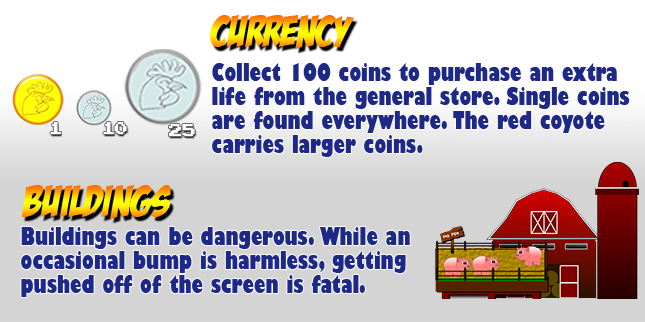 CURRENCY
Collect 100 coins to purchase an extra
life from the general store. Single coins
are found everywhere. The red coyote
carries larger coins.
1
10
25
BUILDINGS
Buildings can be dangerous. While an
occasional bump is harmless, getting
pushed off of the screen is fatal.
PIG PEN